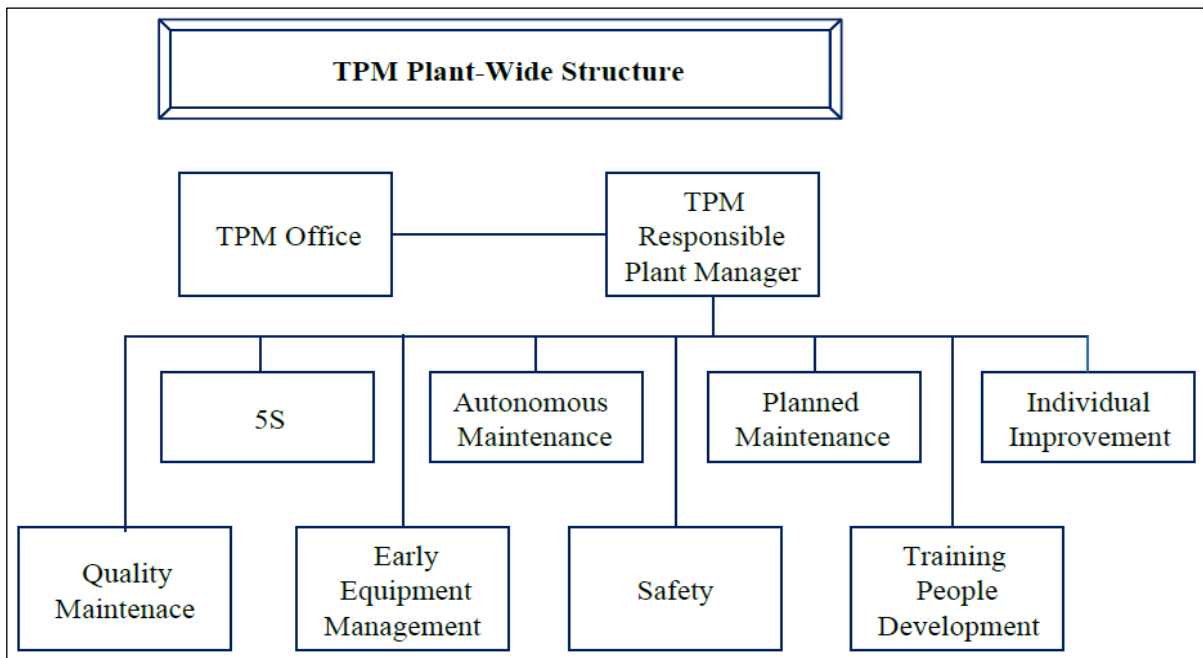 TPM Plant-Wide Structure
TPM Office
TPM
Responsible
Plant Manager
5S
Autonomous
Maintenance
Planned
Maintenance
Individual
Improvement
Quality
Maintenace
Early
Equipment
Management
Safety
Training
People
Development